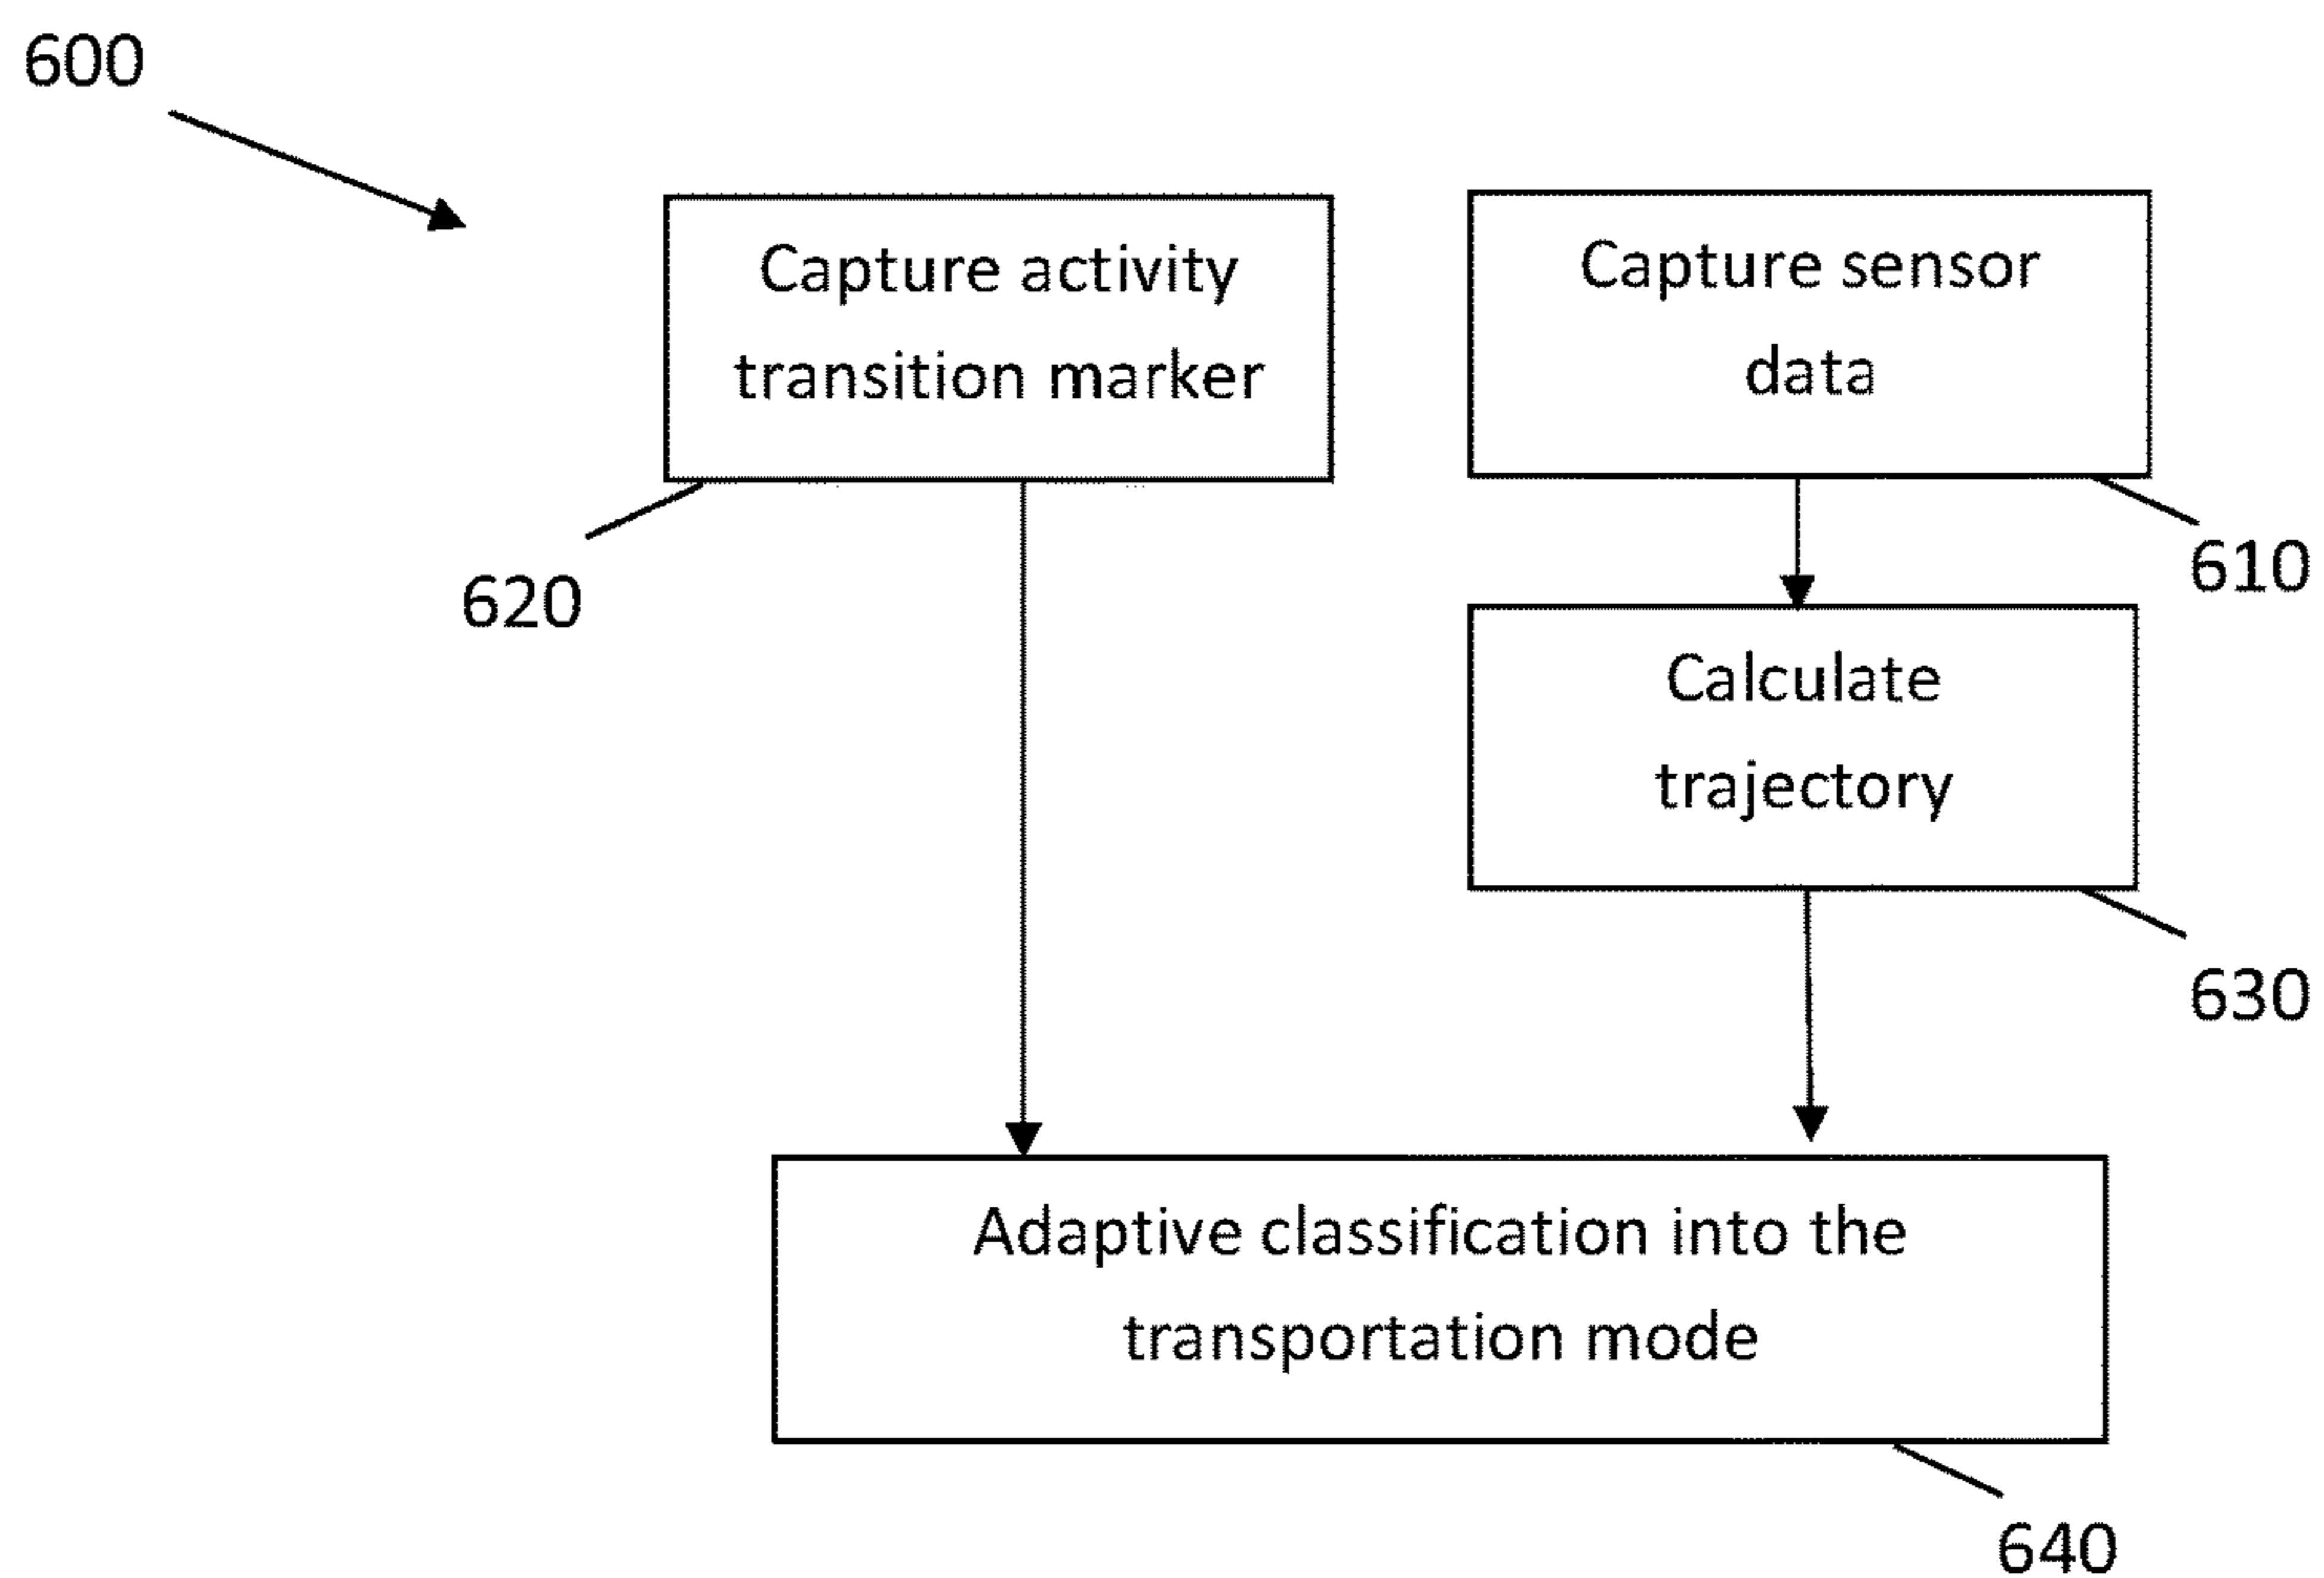 600
Capture activity
transition marker
Capture sensor
data
620
610
Calculate
trajectory
630
Adaptive classification into the
transportation mode
640